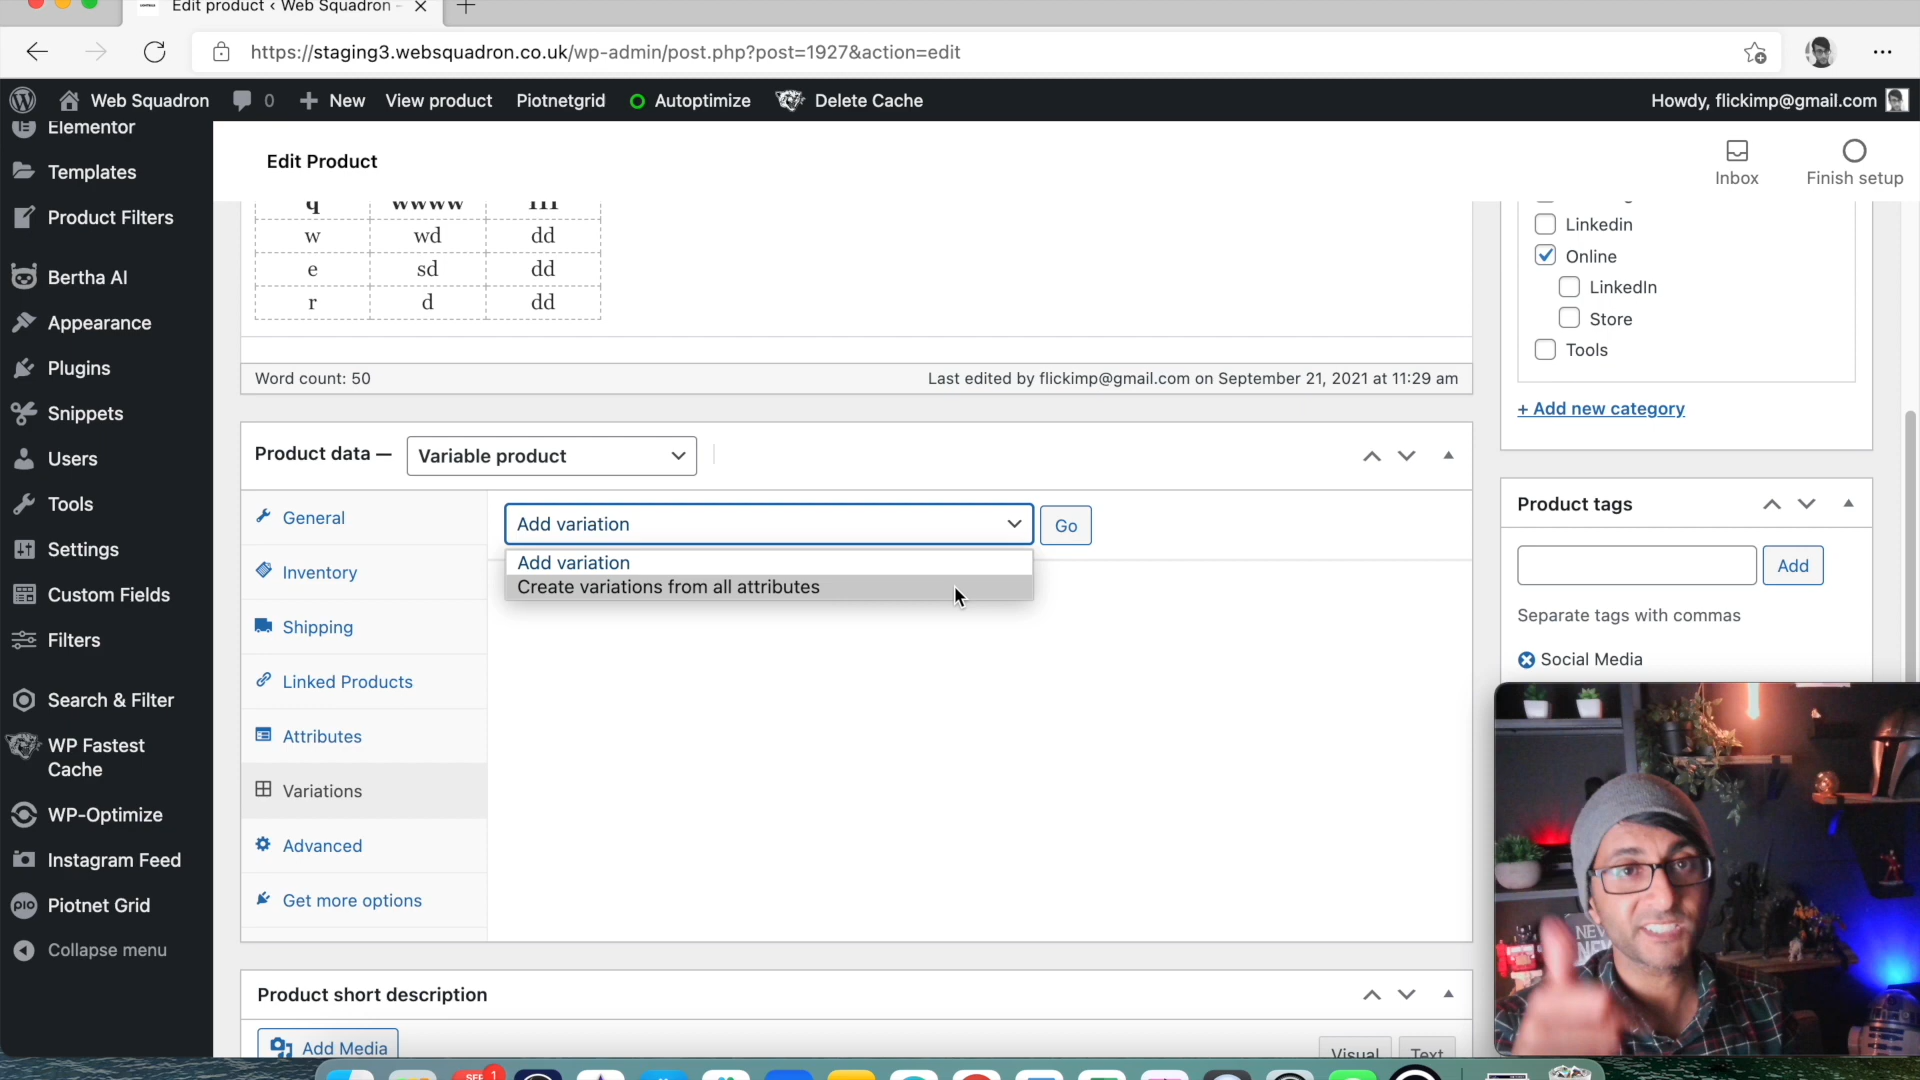 Edit product ‹ Web Squadron -
https://staging3.websquadron.co.uk/wp-admin/post.php?post=1927&action=edit
Web Squadron 0 New View product Piotnetgrid Autoptimize Delete Cache Howdy, flickimp@gmail.com
Elementor
Templates
Product Filters
Bertha AI
Appearance
Plugins
Snippets
Users
Tools
Settings
Custom Fields
Filters
Search & Filter
WP Fastest
Cache
WP-Optimize
Instagram Feed
pio Piotnet Grid
Collapse menu
Edit Product
Inbox
Finish setup
q wwww
w wd dd
e sd dd
r d dd
Word count: 50 Last edited by flickimp@gmail.com on September 21, 2021 at 11:29 am
Product data — Variable product
General
Inventory
Shipping
Linked Products
Attributes
Variations
Advanced
Get more options
Add variation Go
Add variation
Create variations from all attributes
Product short description
Add Media
Visual Text
Linkedin
Online
LinkedIn
Store
Tools
+ Add new category
Product tags
Add
Separate tags with commas
Social Media
SEP 1